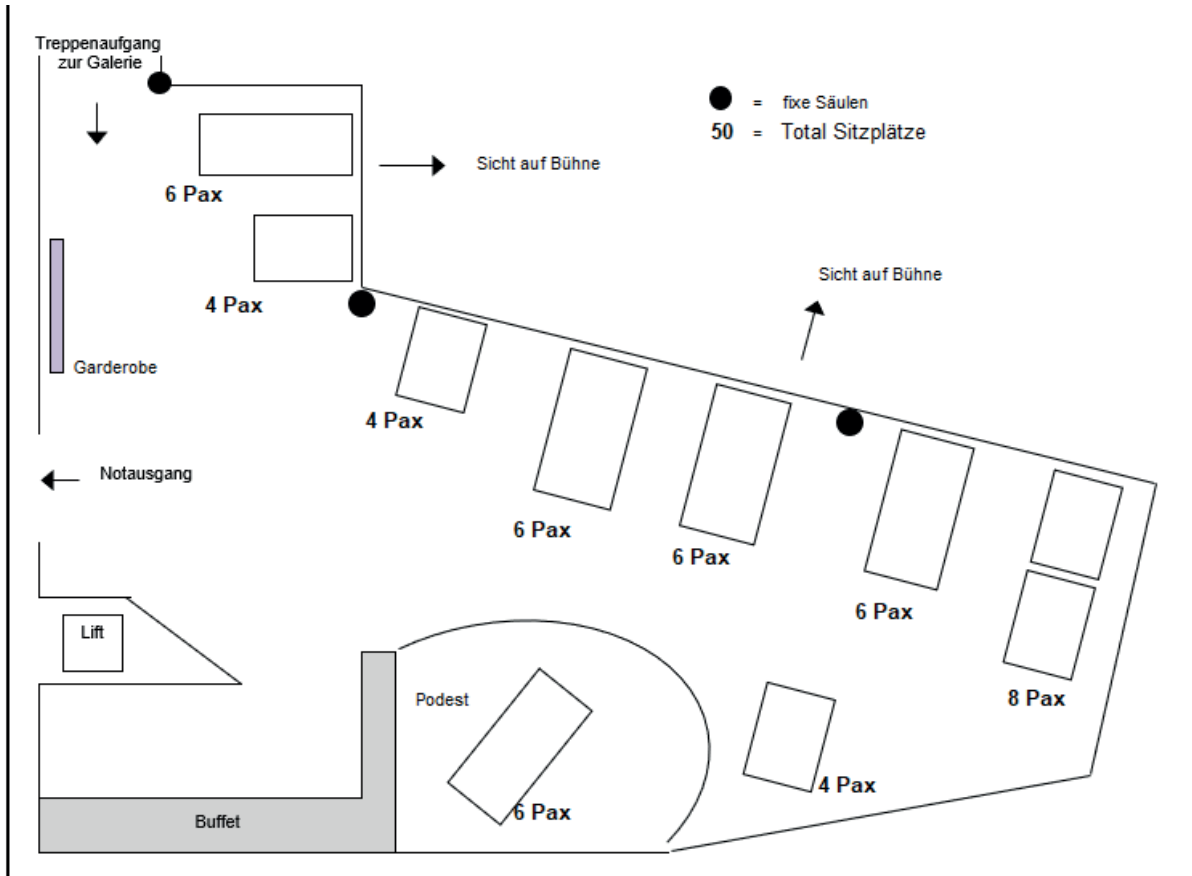 Treppenaufgang
zur Galerie
= fixe Säulen
50 = Total Sitzplätze
Sicht auf Bühne
6 Pax
Sicht auf Bühne
4 Pax
Garderobe
4 Pax
Notausgang
6 Pax
6 Pax
6 Pax
Lift
8 Pax
Podest
4 Pax
6 Pax
Buffet